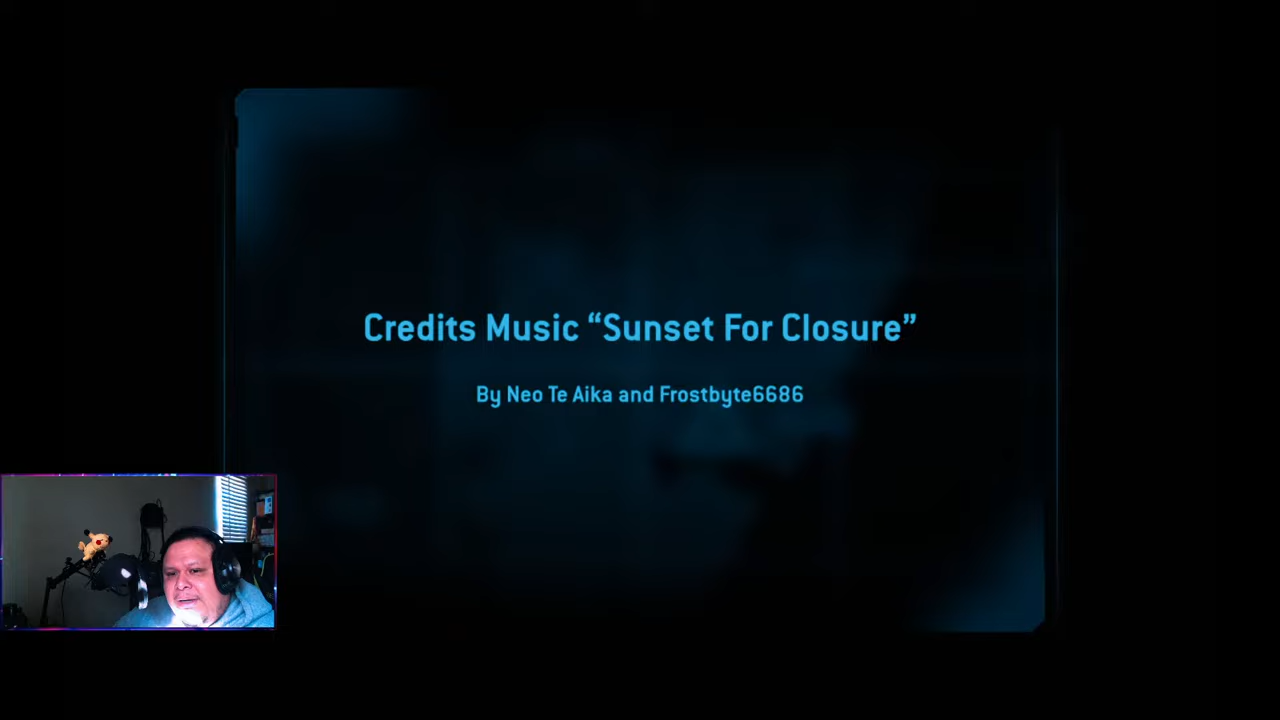 Credits Music “Sunset For Closure”
By Neo Te Aika and Frostbyte6686